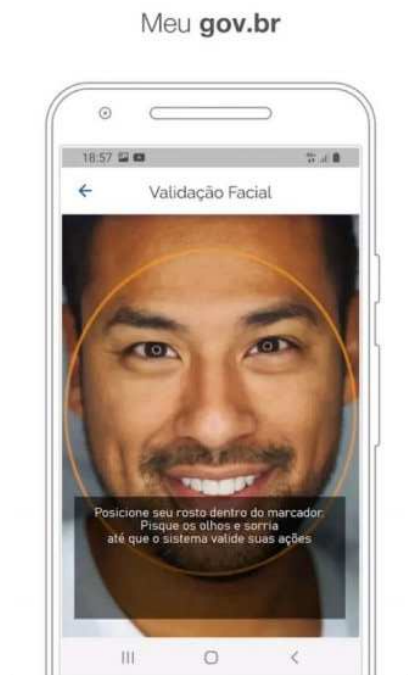 Meu gov.br
18:57
Validação Facial
Posicione seu rosto dentro do marcador.
Pisque os olhos e sorria
até que o sistema valide suas ações